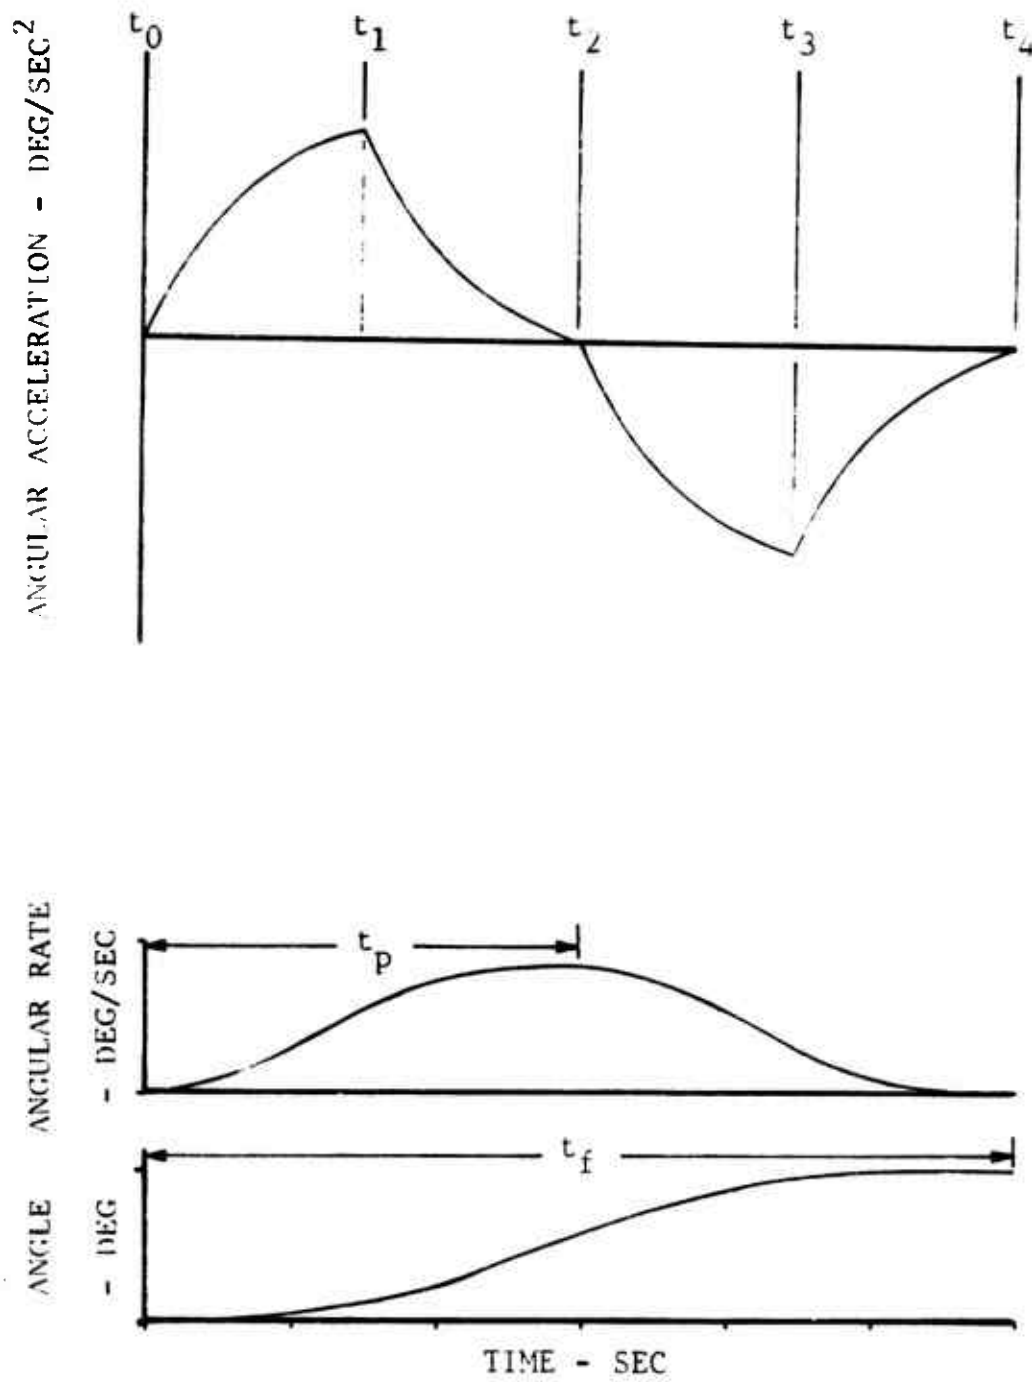 t0 t1 t2 t3 t4
ANGULAR ACCELERATION - DEG/SEC2
ANGULAR RATE
- DEG/SEC
tp
ANGLE
- DEG
tf
TIME - SEC